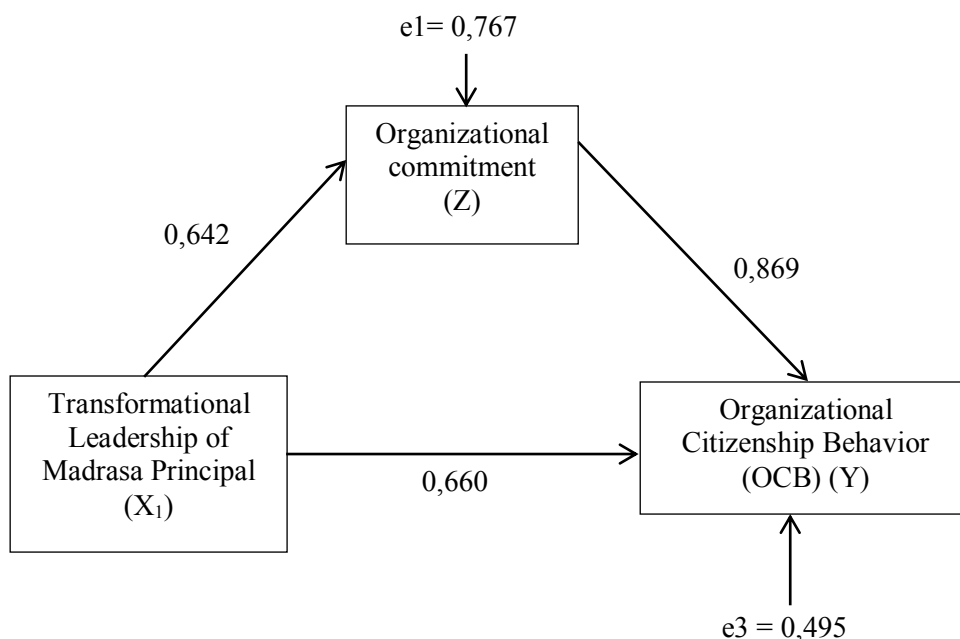 e1= 0,767
Organizational
commitment
(Z)
0,642
0,869
Transformational
Leadership of
Madrasa Principal
(X₁)
0,660
Organizational
Citizenship Behavior
(OCB) (Y)
e3 = 0,495